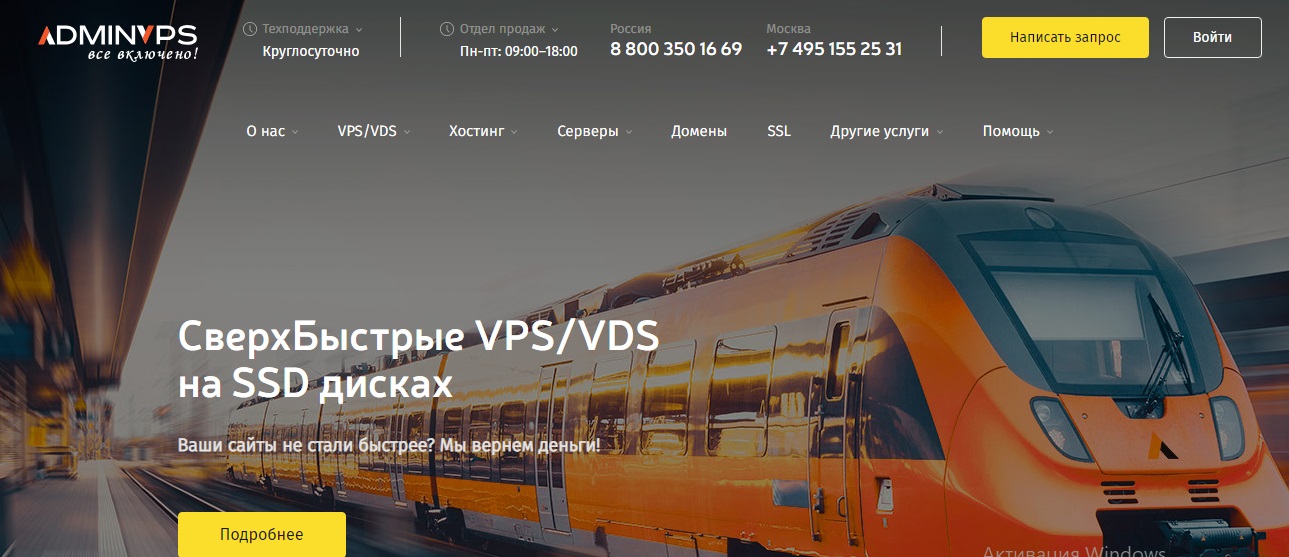 ADMINVPS
все включено!
Техподдержка
Круглосуточно
Отдел продаж
Пн-пт: 09:00–18:00
Россия
8 800 350 16 69
Москва
+7 495 155 25 31
Написать запрос
Войти
О нас
VPS/VDS
Хостинг
Серверы
Домены
SSL
Другие услуги
Помощь
СверхБыстрые VPS/VDS
на SSD дисках
Ваши сайты не стали быстрее? Мы вернем деньги!
Подробнее
Активация Windows